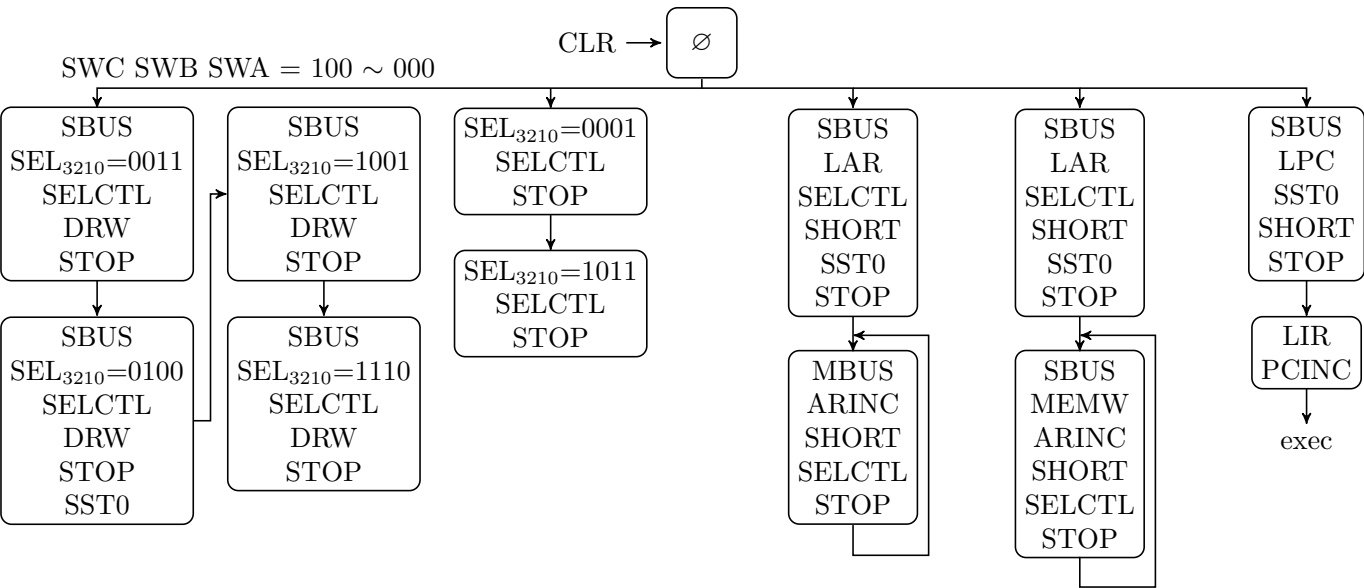 CLR
∅
SWC SWB SWA = 100 ∼ 000
SBUS
SEL₃₂₁₀=0011
SELCTL
DRW
STOP
SBUS
SEL₃₂₁₀=0100
SELCTL
DRW
STOP
SST0
SBUS
SEL₃₂₁₀=1001
SELCTL
DRW
STOP
SBUS
SEL₃₂₁₀=1110
SELCTL
DRW
STOP
SEL₃₂₁₀=0001
SELCTL
STOP
SEL₃₂₁₀=1011
SELCTL
STOP
SBUS
LAR
SELCTL
SHORT
SST0
STOP
MBUS
ARINC
SHORT
SELCTL
STOP
SBUS
LAR
SELCTL
SHORT
SST0
STOP
SBUS
MEMW
ARINC
SHORT
SELCTL
STOP
SBUS
LPC
SST0
SHORT
STOP
LIR
PCINC
exec